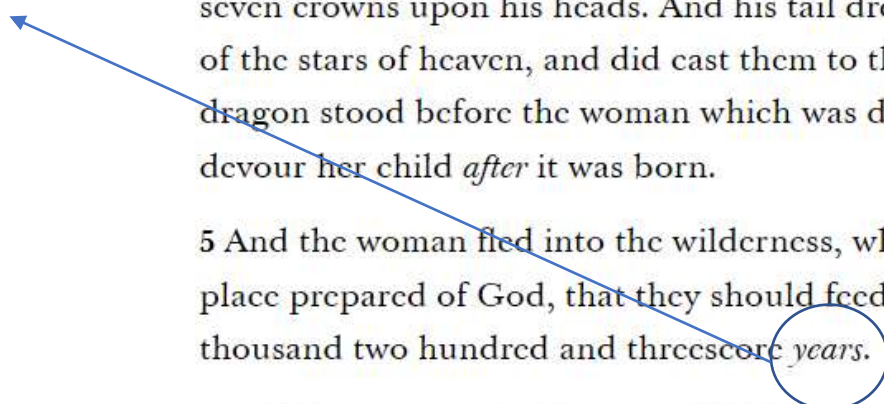 seven crowns upon his heads. And his tail
of the stars of heaven, and did cast them to
dragon stood before the woman which was
devour her child after it was born.
5 And the woman fled into the wilderness,
place prepared of God, that they should feed
thousand two hundred and threescore years.